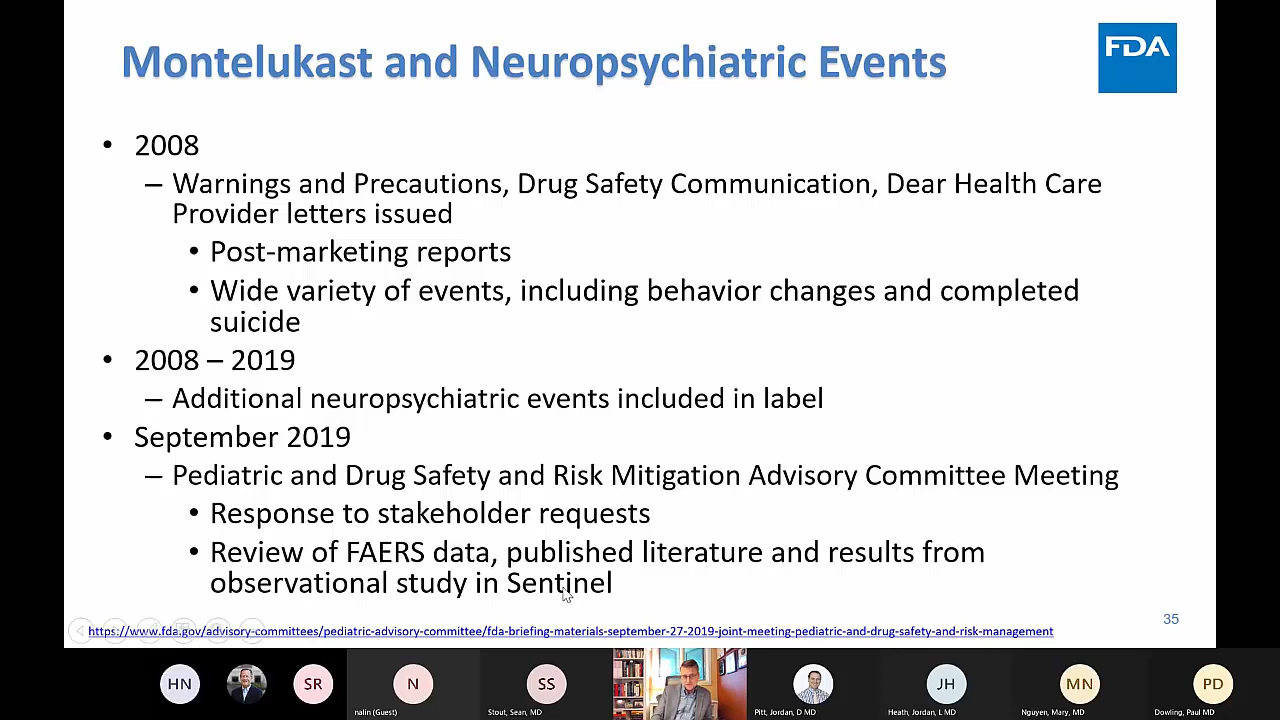 Montelukast and Neuropsychiatric Events
FDA
• 2008
– Warnings and Precautions, Drug Safety Communication, Dear Health Care
Provider letters issued
• Post-marketing reports
• Wide variety of events, including behavior changes and completed
suicide
• 2008 – 2019
– Additional neuropsychiatric events included in label
• September 2019
– Pediatric and Drug Safety and Risk Mitigation Advisory Committee Meeting
• Response to stakeholder requests
• Review of FAERS data, published literature and results from
observational study in Sentinel
35
https://www.fda.gov/advisory-committees/pediatric-advisory-committee/fda-briefing-materials-september-27-2019-joint-meeting-pediatric-and-drug-safety-and-risk-management
HN
SR
N
SS
JH
MN
PD
nalin (Guest)
Stout, Sean, MD
Pitt, Jordan, D MD
Heath, Jordan, L MD
Nguyen, Mary, MD
Dowling, Paul MD